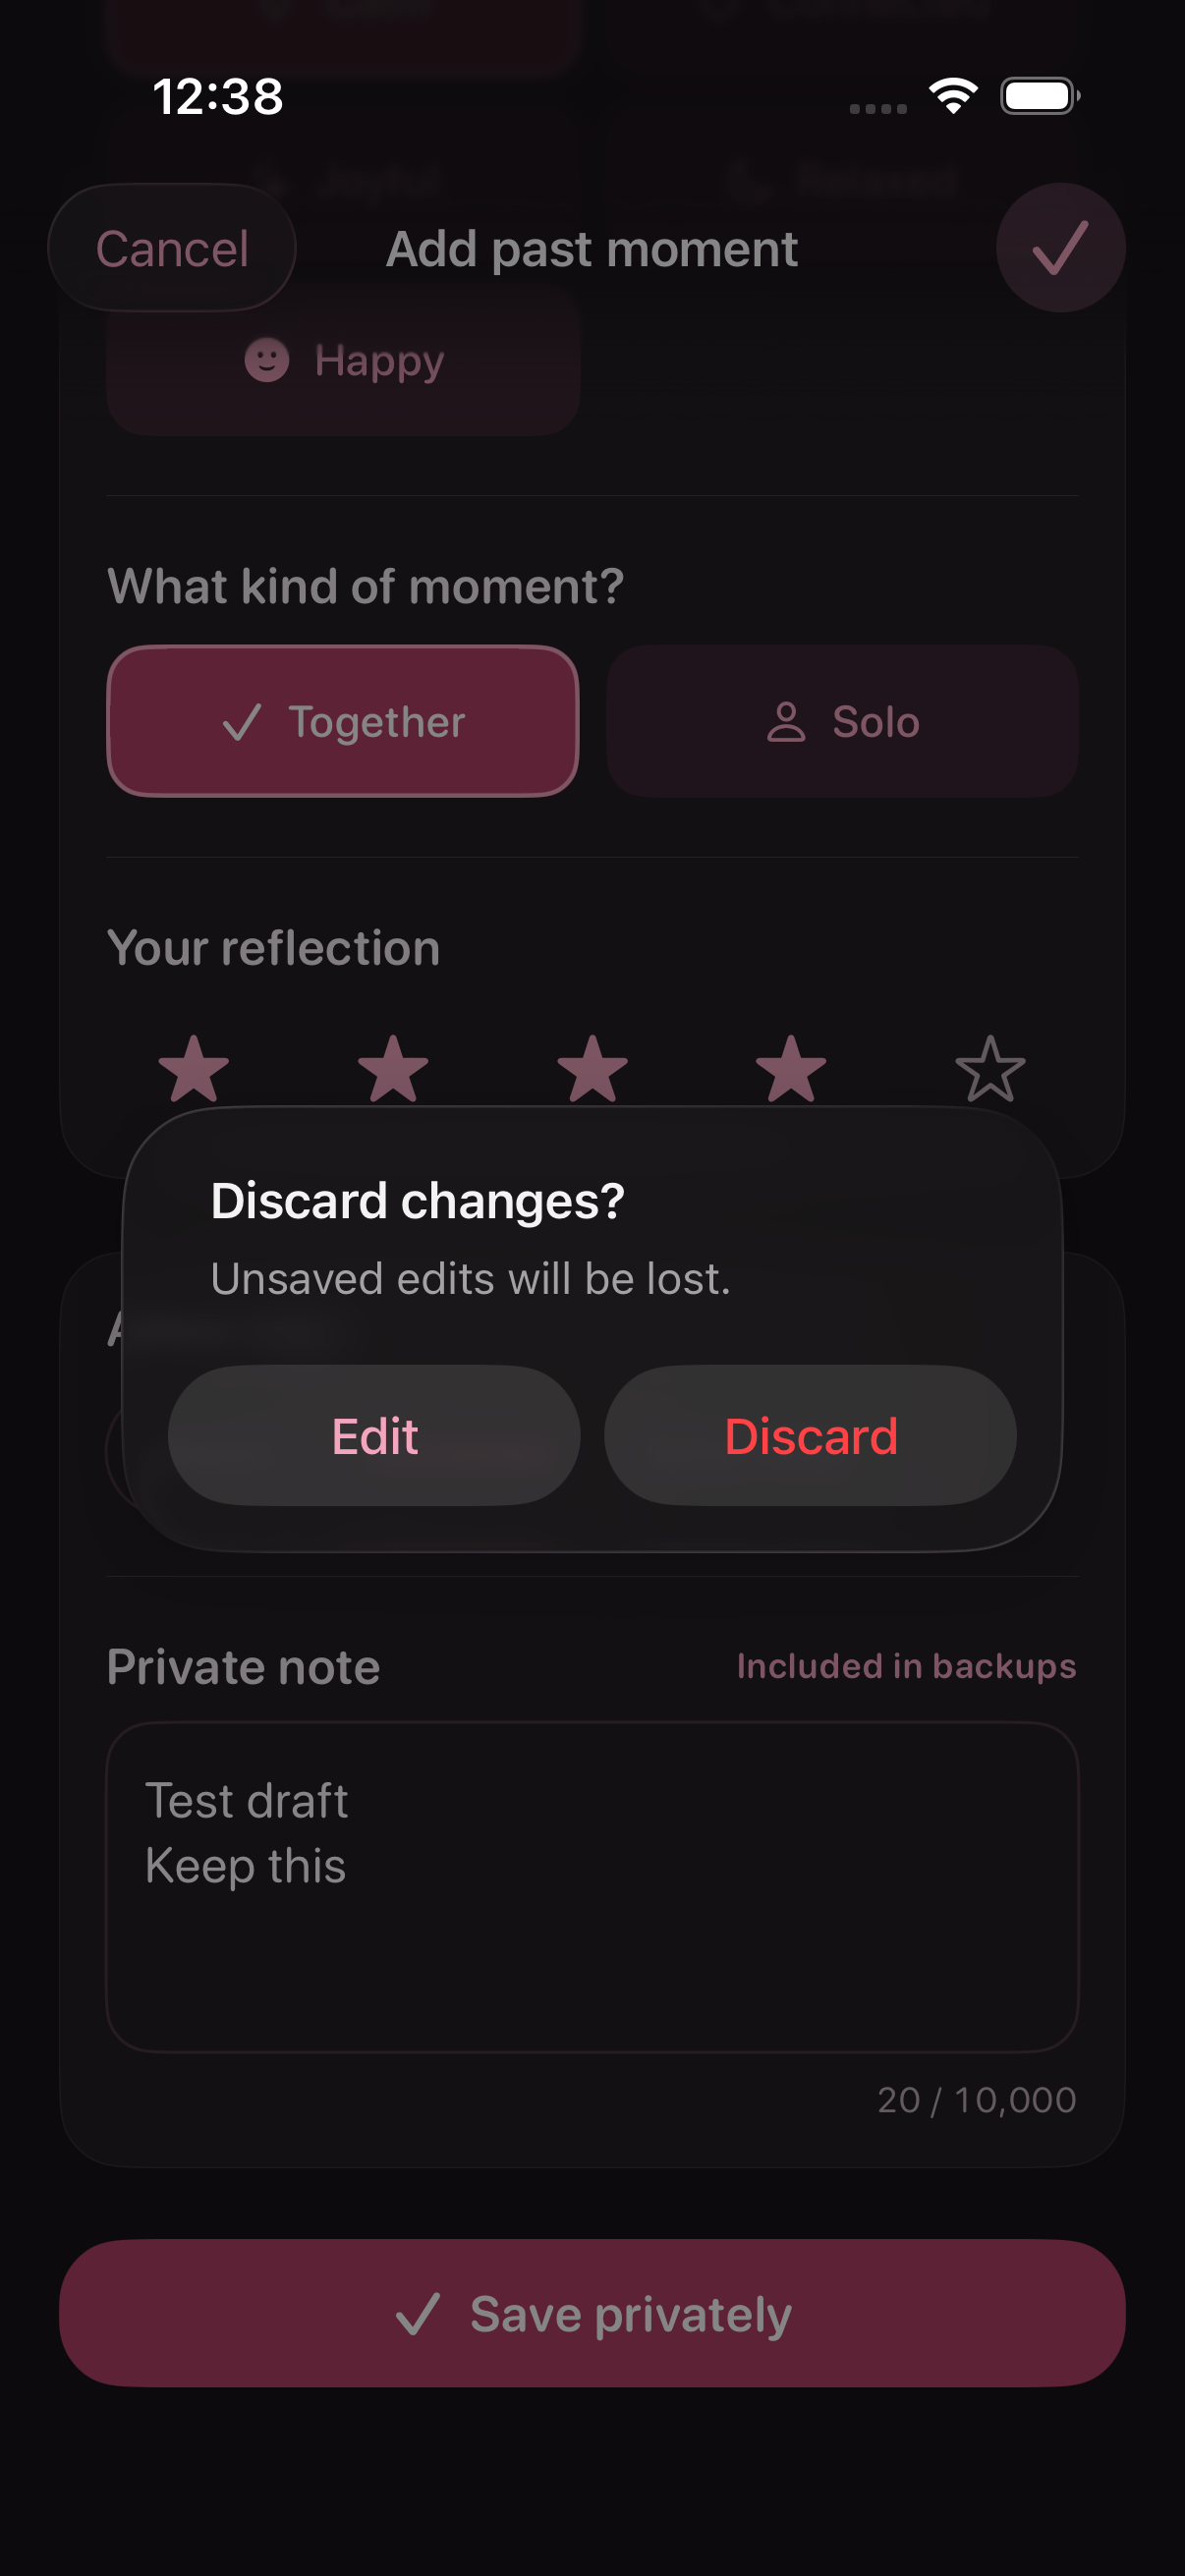 12:38
Joyful
Relaxed
Cancel
Add past moment
Happy
What kind of moment?
Together
Solo
Your reflection
Discard changes?
Unsaved edits will be lost.
Edit
Discard
Private note
Included in backups
Test draft
Keep this
20 / 10,000
Save privately